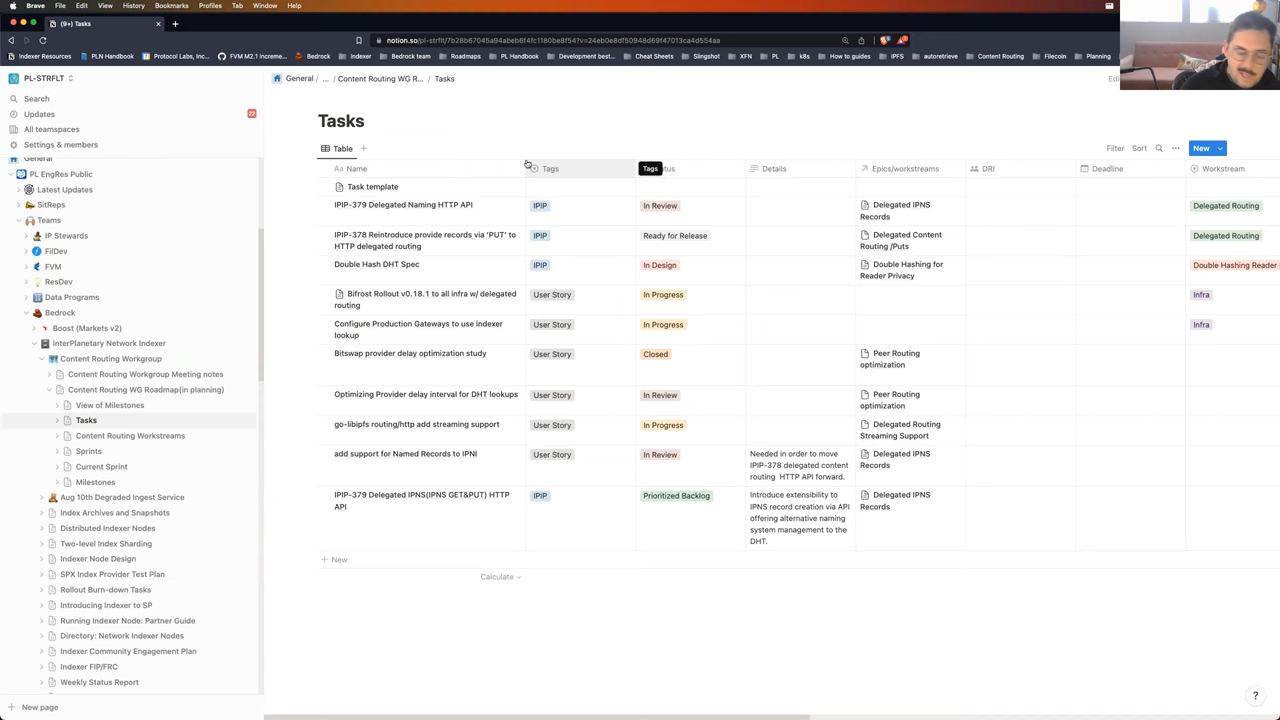 Brave File Edit View History Bookmarks Profiles Tab Window Help
(9+) Tasks
notion.so/pl-strflt/7b28b67045a94abeb6f4fc1180be8f54?v=24eb0e8df50948d69f47013ca4d554aa
Indexer Resources PLN Handbook Protocol Labs, Inc... FVM M2.1 increme... Bedrock Indexer Bedrock team Roadmaps PL Handbook Development best... Cheat Sheets Slingshot XFN PL k8s How to guides IPFS autoretrieve Content Routing Filecoin Planning
PL-STRFLT
General / ... / Content Routing WG R... / Tasks
Search
Updates 22
All teamspaces
Settings & members
General
PL EngRes Public
Latest Updates
SitReps
Teams
IP Stewards
FilDev
FVM
ResDev
Data Programs
Bedrock
Boost (Markets v2)
InterPlanetary Network Indexer
Content Routing Workgroup
Content Routing Workgroup Meeting notes
Content Routing WG Roadmap(in planning)
View of Milestones
Tasks
Content Routing Workstreams
Sprints
Current Sprint
Milestones
Aug 10th Degraded Ingest Service
Index Archives and Snapshots
Distributed Indexer Nodes
Two-level Index Sharding
Indexer Node Design
SPX Index Provider Test Plan
Rollout Burn-down Tasks
Introducing Indexer to SP
Running Indexer Node: Partner Guide
Directory: Network Indexer Nodes
Indexer Community Engagement Plan
Indexer FIP/FRC
Weekly Status Report
New page
Tasks
Table
Filter Sort New
Aa Name Tags Tags Details Epics/workstreams DRI Deadline Workstream
Task template
IPIP-379 Delegated Naming HTTP API IPIP In Review Delegated IPNS Delegated Routing
Records
IPIP-378 Reintroduce provide records via ‘PUT’ to IPIP Ready for Release Delegated Content Delegated Routing
HTTP delegated routing Routing /Puts
Double Hash DHT Spec IPIP In Design Double Hashing for Double Hashing Reader
Reader Privacy
Bifrost Rollout v0.18.1 to all infra w/ delegated User Story In Progress Infra
routing
Configure Production Gateways to use indexer User Story In Progress Infra
lookup
Bitswap provider delay optimization study User Story Closed Peer Routing
optimization
Optimizing Provider delay interval for DHT lookups User Story In Review Peer Routing
optimization
go-libipfs routing/http add streaming support User Story In Progress Delegated Routing
Streaming Support
add support for Named Records to IPNI User Story In Review Needed in order to move Delegated IPNS
IPIP-378 delegated content Records
routing HTTP API forward.
IPIP-379 Delegated IPNS(IPNS GET&PUT) HTTP IPIP Prioritized Backlog Introduce extensibility to Delegated IPNS
API IPNS record creation via API Records
offering alternative naming
system management to the
DHT.
New
Calculate
?